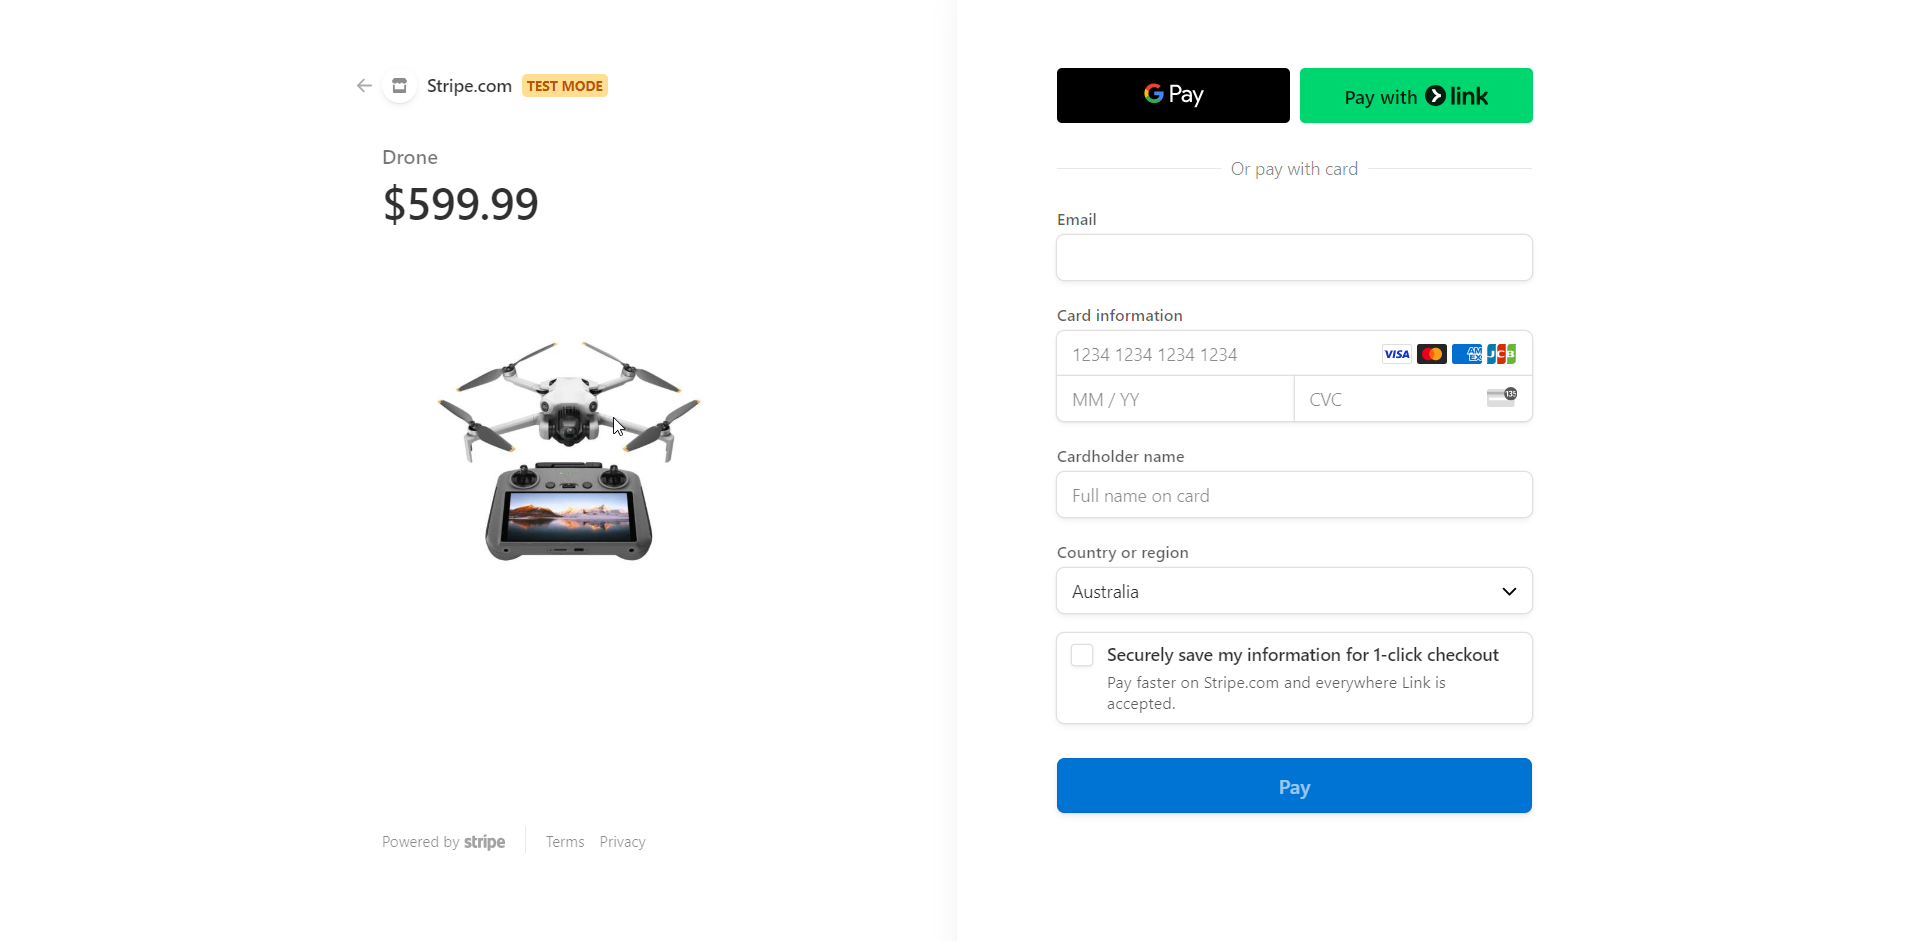 Stripe.com TEST MODE
Drone
$599.99
Powered by stripe
Terms Privacy
G Pay
Pay with link
Or pay with card
Email
Card information
1234 1234 1234 1234
VISA
AM EX
JCB
MM / YY
CVC
135
Cardholder name
Full name on card
Country or region
Australia
Securely save my information for 1-click checkout
Pay faster on Stripe.com and everywhere Link is
accepted.
Pay